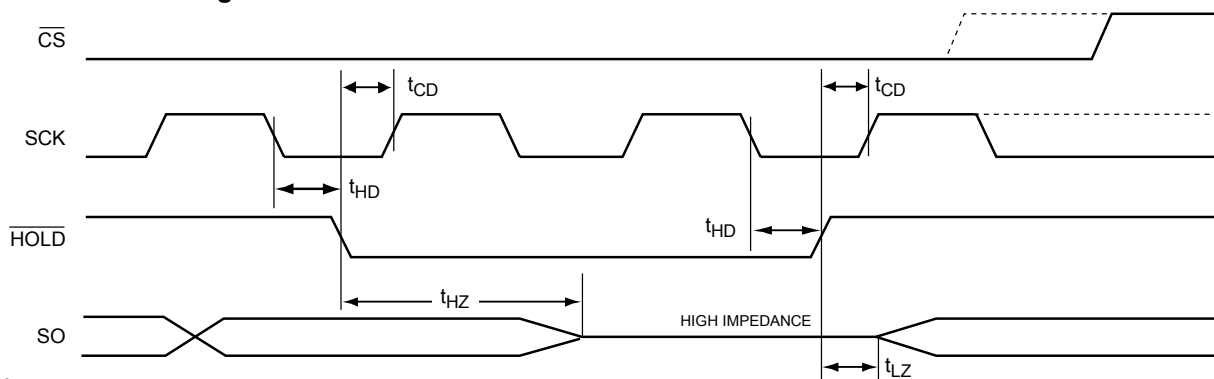 CS
tCD
tCD
SCK
tHD
HOLD
tHD
tHZ
SO
HIGH IMPEDANCE
tLZ